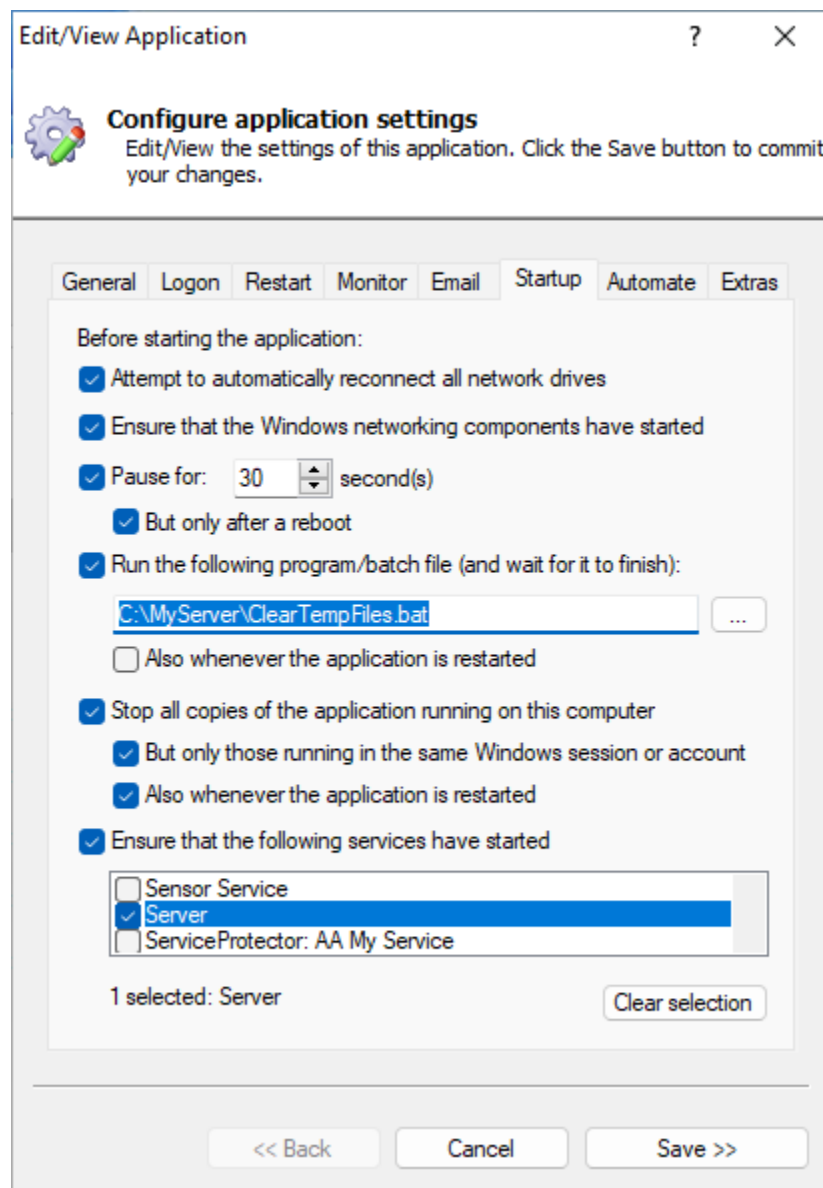 Edit/View Application
?
Configure application settings
Edit/View the settings of this application. Click the Save button to commit
your changes.
General Logon Restart Monitor Email Startup Automate Extras
Before starting the application:
Attempt to automatically reconnect all network drives
Ensure that the Windows networking components have started
Pause for: 30 second(s)
But only after a reboot
Run the following program/batch file (and wait for it to finish):
C:\MyServer\ClearTempFiles.bat ...
Also whenever the application is restarted
Stop all copies of the application running on this computer
But only those running in the same Windows session or account
Also whenever the application is restarted
Ensure that the following services have started
Sensor Service
Server
ServiceProtector: AA My Service
1 selected: Server Clear selection
<< Back Cancel Save >>